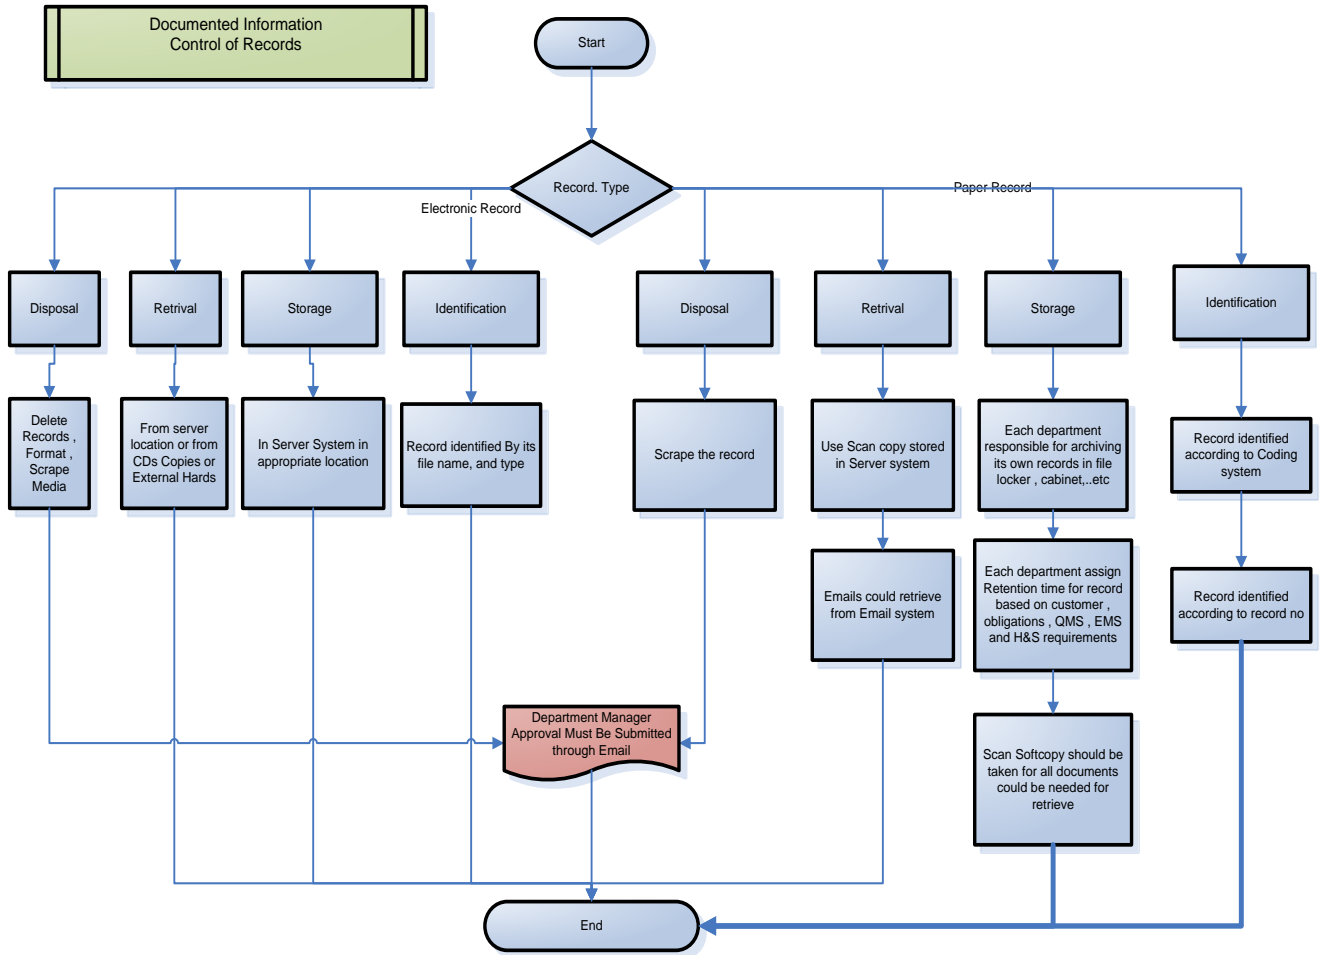 Documented Information
Control of Records
Start
Record. Type
Electronic Record
Paper Record
Disposal
Retrival
Storage
Identification
Disposal
Retrival
Storage
Identification
Delete
Records ,
Format ,
Scrape
Media
From server
location or from
CDs Copies or
External Hards
In Server System in
appropriate location
Record identified By its
file name, and type
Scrape the record
Use Scan copy stored
in Server system
Each department
responsible for archiving
its own records in file
locker , cabinet,..etc
Record identified
according to Coding
system
Emails could retrieve
from Email system
Each department assign
Retention time for record
based on customer ,
obligations , QMS , EMS
and H&S requirements
Record identified
according to record no
Department Manager
Approval Must Be Submitted
through Email
Scan Softcopy should be
taken for all documents
could be needed for
retrieve
End